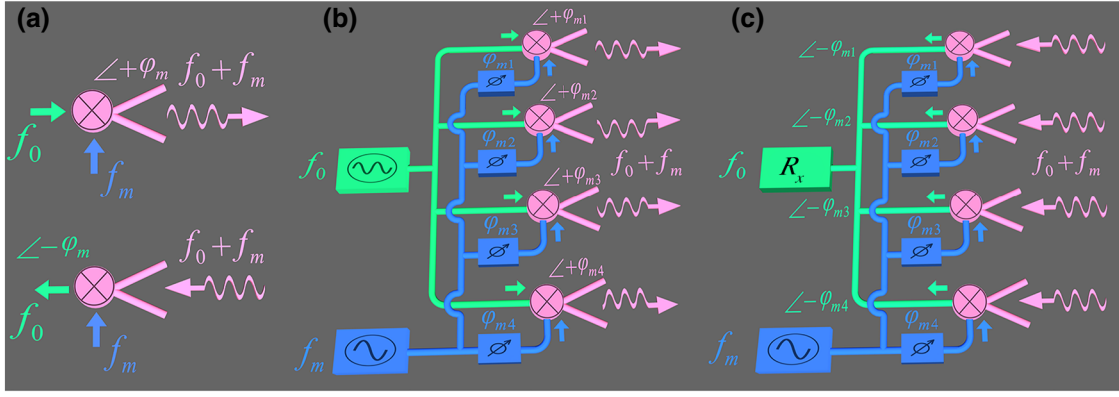 (a)
∠+φm f0+fm
f0
fm
∠−φm f0+fm
f0
fm
(b)
∠+φm1
φm1
∠+φm2
φm2
f0
f0+fm
∠+φm3
φm3
∠+φm4
φm4
fm
(c)
∠−φm1
φm1
∠−φm2
φm2
f0
Rx
f0+fm
∠−φm3
φm3
∠−φm4
φm4
fm